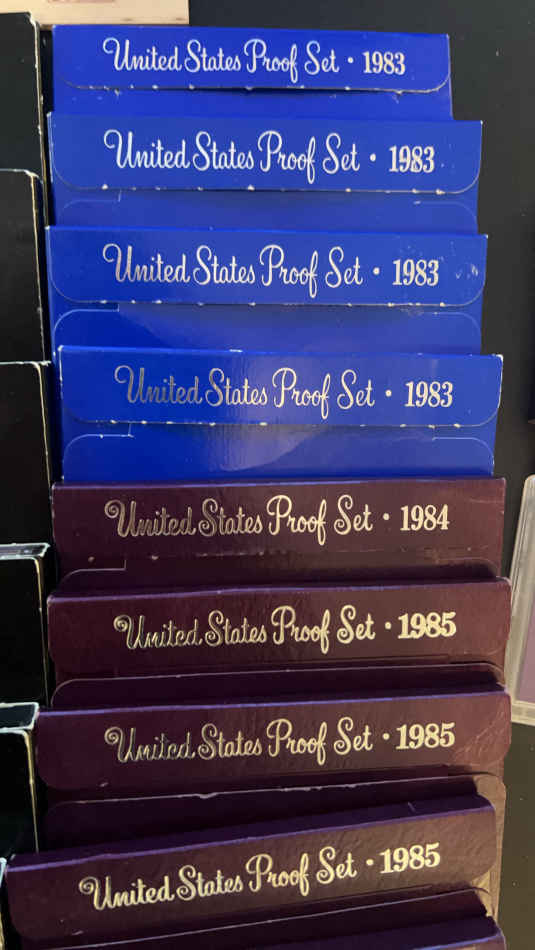 United States Proof Set • 1983
United States Proof Set • 1983
United States Proof Set • 1983
United States Proof Set • 1983
United States Proof Set • 1984
United States Proof Set • 1985
United States Proof Set • 1985
United States Proof Set • 1985